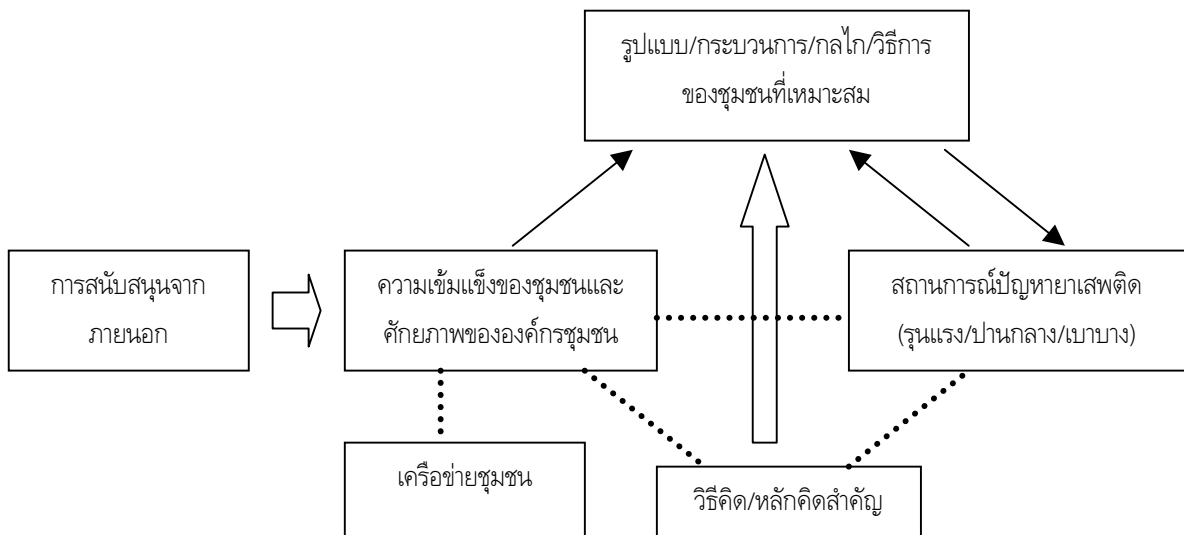 รูปแบบ/กระบวนการ/กลไก/วิธีการ
ของชุมชนที่เหมาะสม
การสนับสนุนจาก
ภายนอก
ความเข้มแข็งของชุมชนและ
ศักยภาพขององค์กรชุมชน
สถานการณ์ปัญหายาเสพติด
(รุนแรง/ปานกลาง/เบาบาง)
เครือข่ายชุมชน
วิธีคิด/หลักคิดสำคัญ